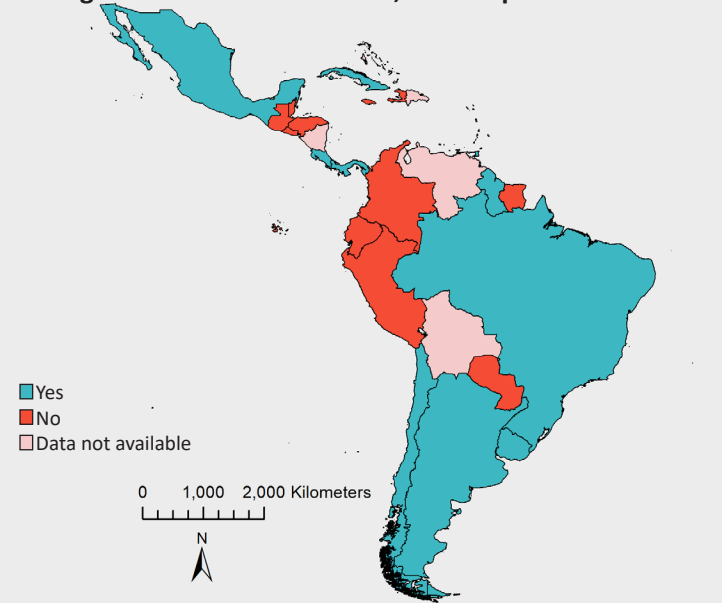 Yes
No
Data not available
0 1,000 2,000 Kilometers
N